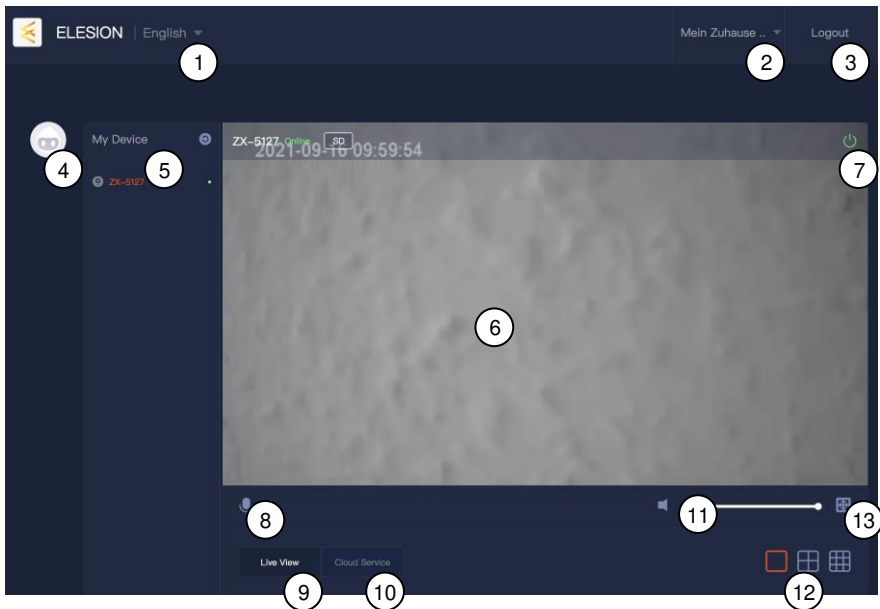 ELESION | English
Mein Zuhause ..
Logout
1
2
3
My Device
ZX-5127 Online SD
2021-09-16 09:59:54
4
5
7
ZX-5127
6
8
11
13
Live View
Cloud Service
9
10
12